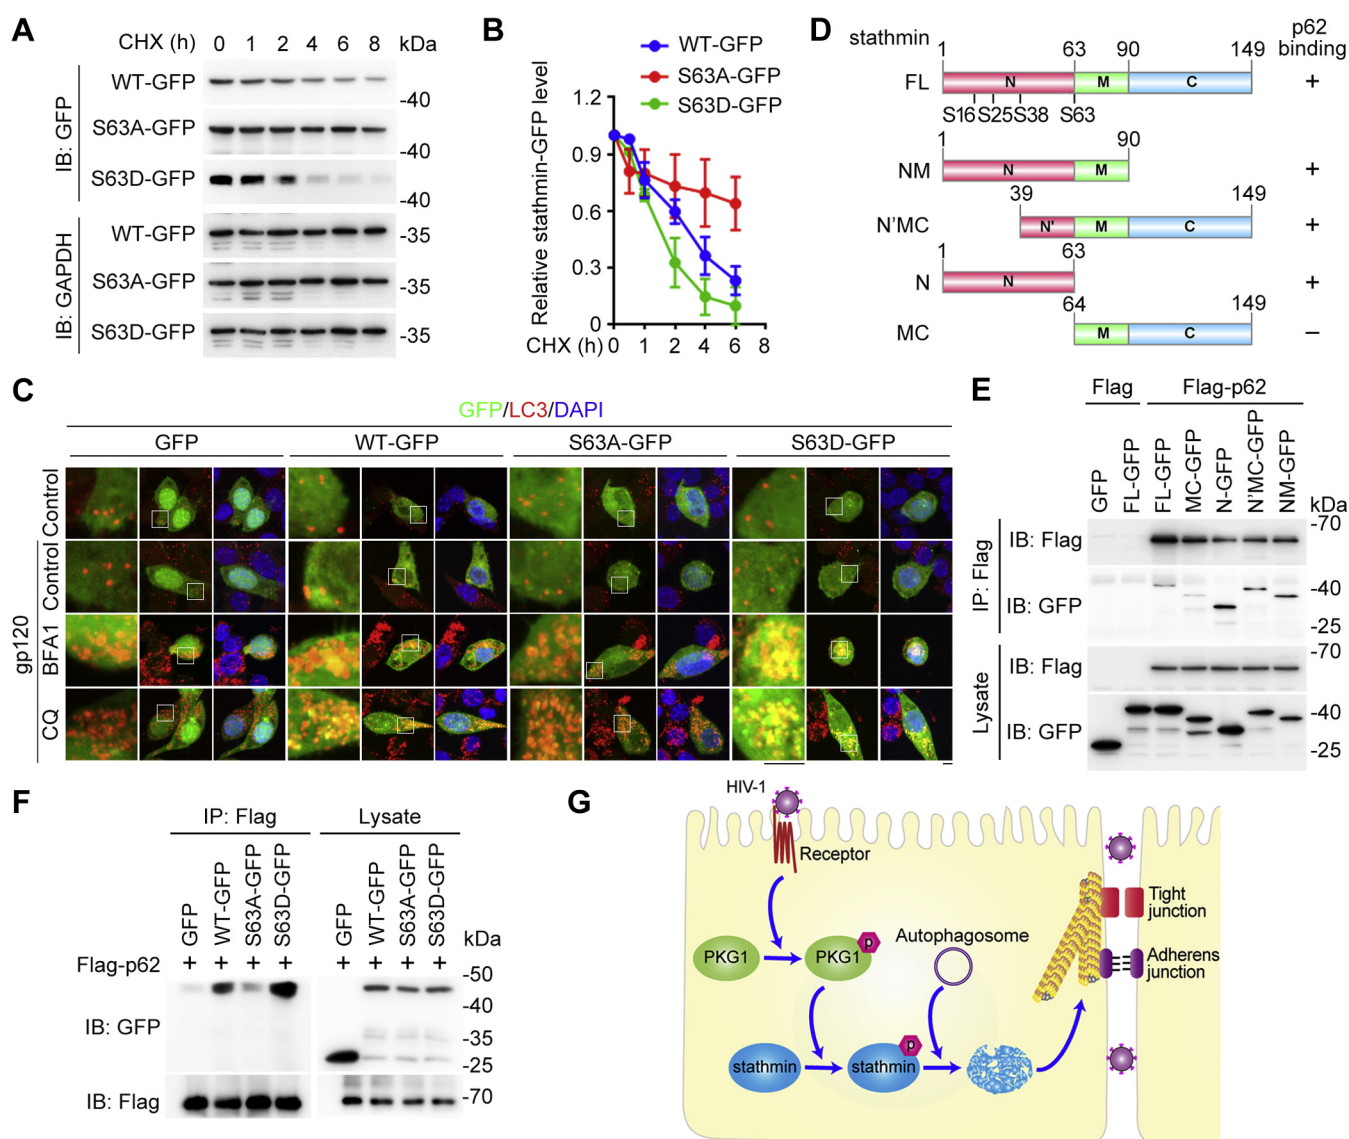 A
CHX (h) 0 1 2 4 6 8 kDa
IB: GFP
WT-GFP
-40
S63A-GFP
-40
S63D-GFP
-40
IB: GAPDH
WT-GFP -35
S63A-GFP -35
S63D-GFP -35
B
WT-GFP
S63A-GFP
S63D-GFP
Relative stathmin-GFP level
1.2
0.9
0.6
0.3
0
CHX (h) 0 1 2 4 6 8
D
stathmin
p62
binding
1 63 90 149
FL N M C +
S16 S25 S38 S63
1 90
NM N M +
39 149
N'MC N' M C +
1 63
N N +
64 149
MC M C −
C
GFP/LC3/DAPI
GFP WT-GFP S63A-GFP S63D-GFP
Control
gp120
Control
BFA1
CQ
E
Flag Flag-p62
GFP FL-GFP FL-GFP MC-GFP N-GFP N'MC-GFP NM-GFP
kDa
IP: Flag
-70
IB: Flag
IB: GFP -40
-25
Lysate
-70
IB: Flag
IB: GFP -40
-25
F
IP: Flag Lysate
GFP WT-GFP S63A-GFP S63D-GFP GFP WT-GFP S63A-GFP S63D-GFP
kDa
Flag-p62 + + + + + + + +
-50
IB: GFP -40
-35
-25
IB: Flag -70
G
HIV-1
Receptor
PKG1 PKG1 p
Autophagosome
Tight
junction
Adherens
junction
stathmin stathmin p